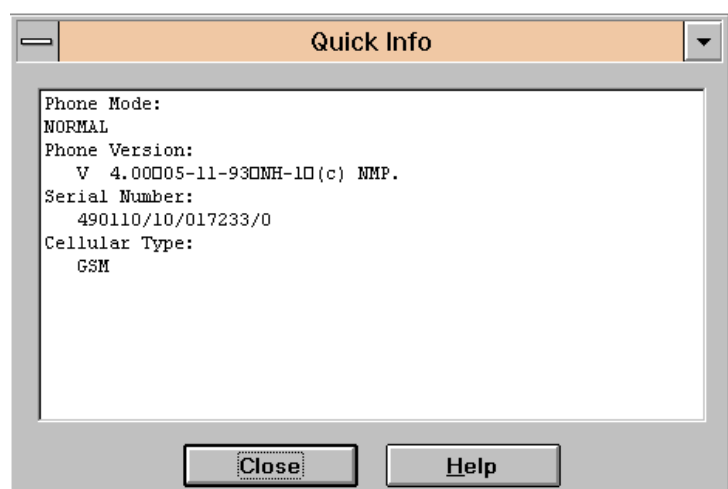 Quick Info
Phone Mode:
NORMAL
Phone Version:
V 4.00□05-11-93□NH-1□(c) NMP.
Serial Number:
490110/10/017233/0
Cellular Type:
GSM
Close
Help